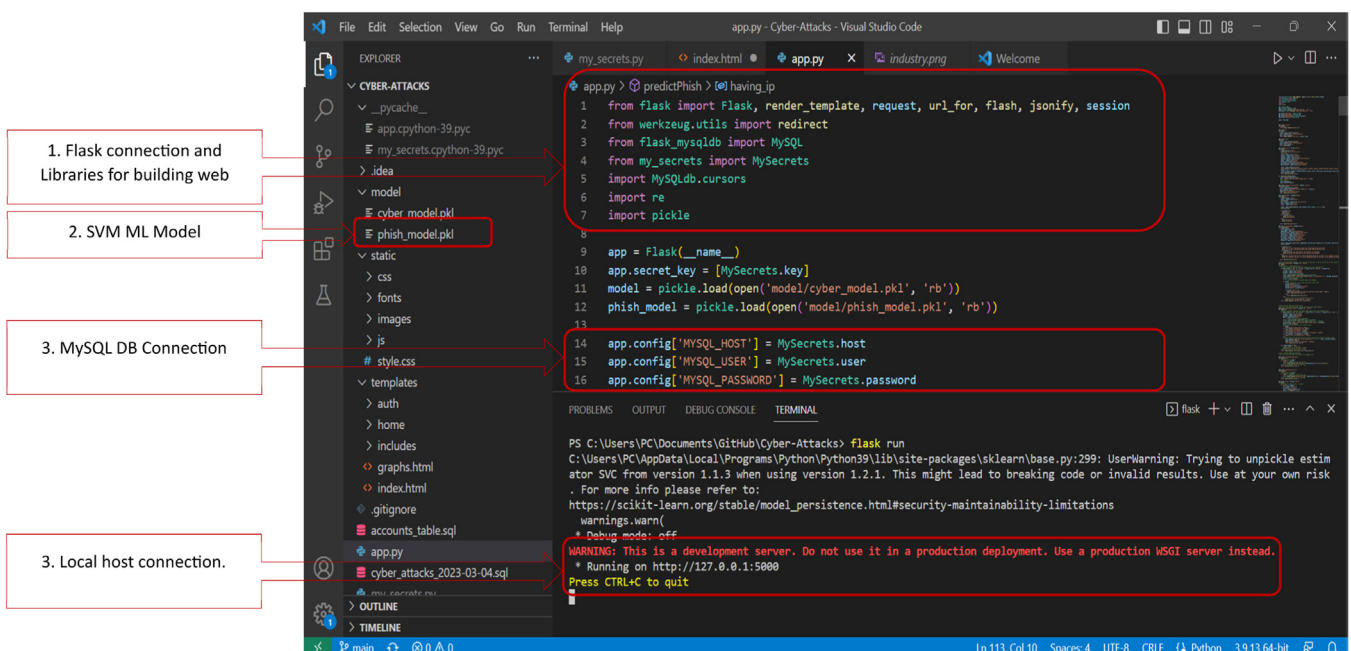 File Edit Selection View Go Run Terminal Help
app.py - Cyber-Attacks - Visual Studio Code
1. Flask connection and
Libraries for building web
2. SVM ML Model
3. MySQL DB Connection
3. Local host connection.
EXPLORER
CYBER-ATTACKS
__pycache__
app.cpython-39.pyc
my_secrets.cpython-39.pyc
.idea
model
cyber_model.pkl
phish_model.pkl
static
css
fonts
images
js
# style.css
templates
auth
home
includes
graphs.html
index.html
.gitignore
accounts_table.sql
app.py
cyber_attacks_2023-03-04.sql
my_secrets.py
OUTLINE
TIMELINE
my_secrets.py index.html app.py industry.png Welcome
app.py > predictPhish > having_ip
1 from flask import Flask, render_template, request, url_for, flash, jsonify, session
2 from werkzeug.utils import redirect
3 from flask_mysqldb import MySQL
4 from my_secrets import MySecrets
5 import MySQLdb.cursors
6 import re
7 import pickle
8
9 app = Flask(__name__)
10 app.secret_key = [MySecrets.key]
11 model = pickle.load(open('model/cyber_model.pkl', 'rb'))
12 phish_model = pickle.load(open('model/phish_model.pkl', 'rb'))
13
14 app.config['MYSQL_HOST'] = MySecrets.host
15 app.config['MYSQL_USER'] = MySecrets.user
16 app.config['MYSQL_PASSWORD'] = MySecrets.password
PROBLEMS OUTPUT DEBUG CONSOLE TERMINAL
flask
PS C:\Users\PC\Documents\GitHub\Cyber-Attacks> flask run
C:\Users\PC\AppData\Local\Programs\Python\Python39\lib\site-packages\sklearn\base.py:299: UserWarning: Trying to unpickle estim
ator SVC from version 1.1.3 when using version 1.2.1. This might lead to breaking code or invalid results. Use at your own risk
. For more info please refer to:
https://scikit-learn.org/stable/model_persistence.html#security-maintainability-limitations
warnings.warn(
* Debug mode: off
WARNING: This is a development server. Do not use it in a production deployment. Use a production WSGI server instead.
* Running on http://127.0.0.1:5000
Press CTRL+C to quit
main 0 0
Ln 113, Col 10 Spaces: 4 UTF-8 CRLF Python 3.9.13 64-bit